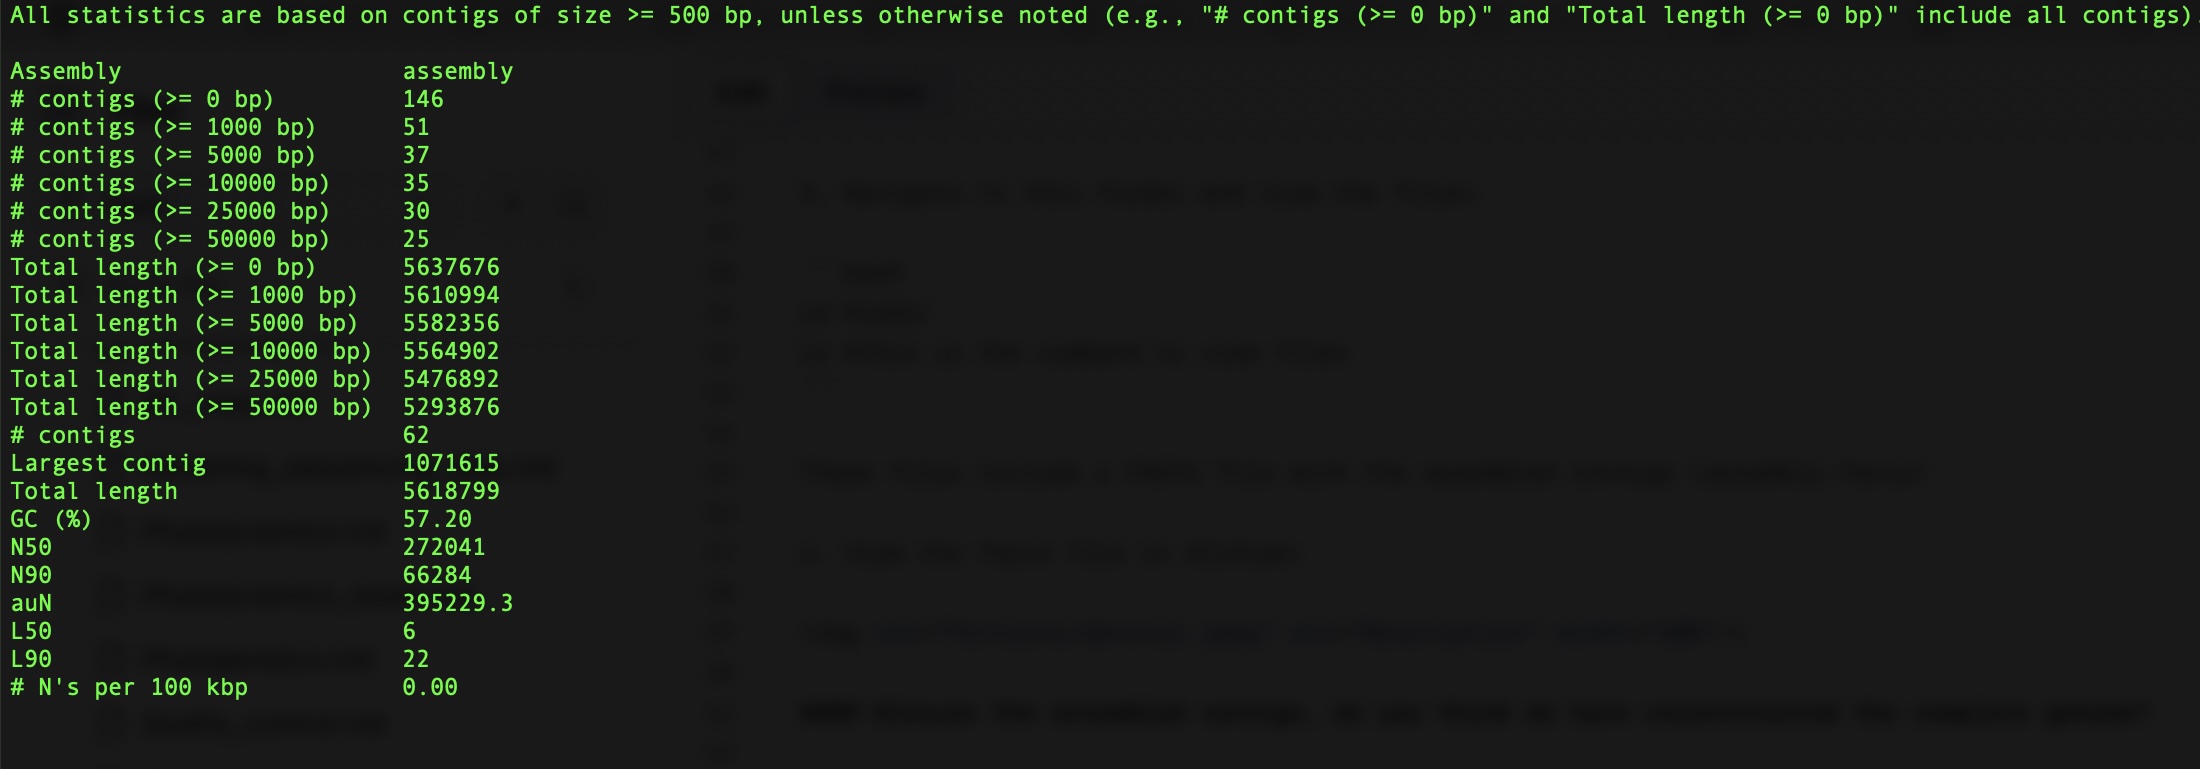 All statistics are based on contigs of size >= 500 bp, unless otherwise noted (e.g., "# contigs (>= 0 bp)" and "Total length (>= 0 bp)" include all contigs).
Assembly assembly
# contigs (>= 0 bp) 146
# contigs (>= 1000 bp) 51
# contigs (>= 5000 bp) 37
# contigs (>= 10000 bp) 35
# contigs (>= 25000 bp) 30
# contigs (>= 50000 bp) 25
Total length (>= 0 bp) 5637676
Total length (>= 1000 bp) 5610994
Total length (>= 5000 bp) 5582356
Total length (>= 10000 bp) 5564902
Total length (>= 25000 bp) 5476892
Total length (>= 50000 bp) 5293876
# contigs 62
Largest contig 1071615
Total length 5618799
GC (%) 57.20
N50 272041
N90 66284
auN 395229.3
L50 6
L90 22
# N's per 100 kbp 0.00